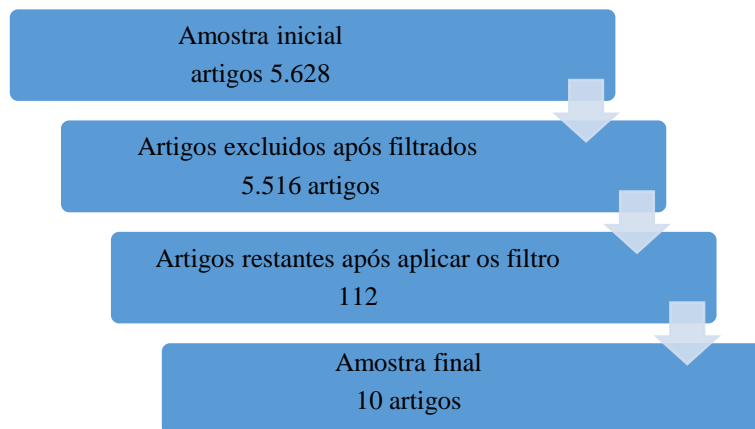 Amostra inicial
artigos 5.628
Artigos excluidos após filtrados
5.516 artigos
Artigos restantes após aplicar os filtro
112
Amostra final
10 artigos